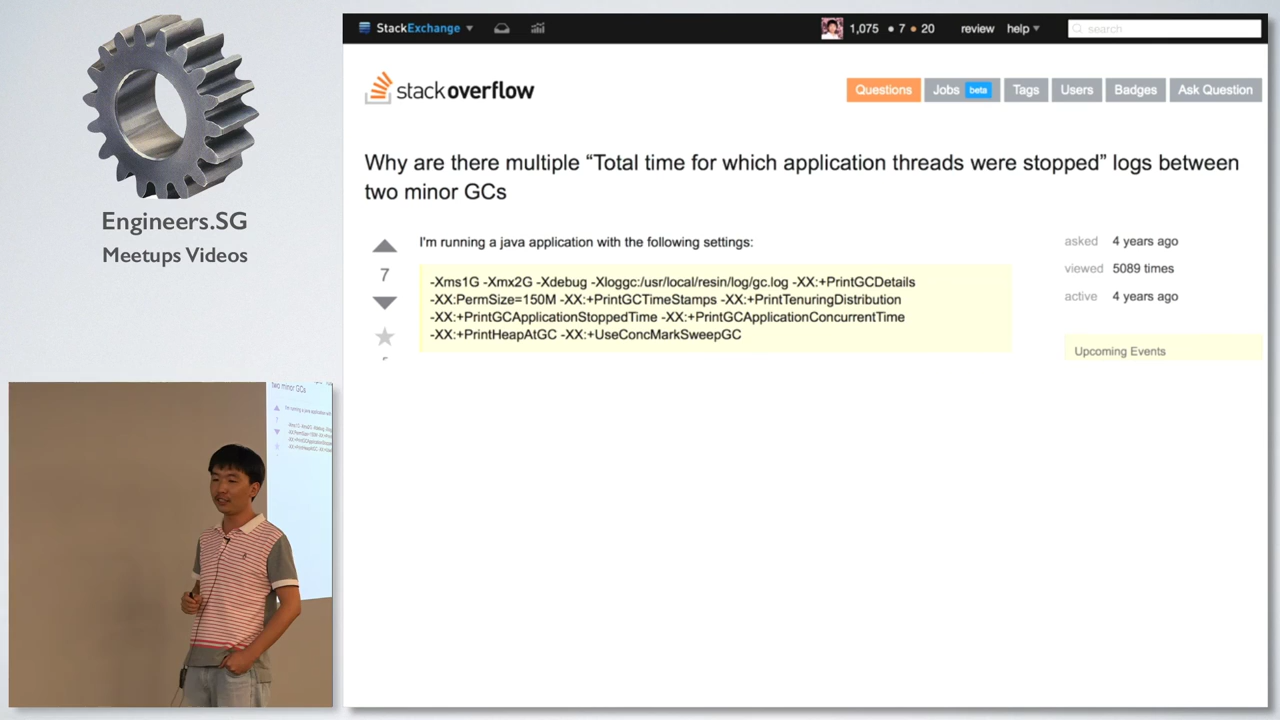 Engineers.SG
Meetups Videos
StackExchange
1,075 7 20
review
help
search
stackoverflow
Questions
Jobs beta
Tags
Users
Badges
Ask Question
Why are there multiple “Total time for which application threads were stopped” logs between
two minor GCs
7
I'm running a java application with the following settings:
-Xms1G -Xmx2G -Xdebug -Xloggc:/usr/local/resin/log/gc.log -XX:+PrintGCDetails
-XX:PermSize=150M -XX:+PrintGCTimeStamps -XX:+PrintTenuringDistribution
-XX:+PrintGCApplicationStoppedTime -XX:+PrintGCApplicationConcurrentTime
-XX:+PrintHeapAtGC -XX:+UseConcMarkSweepGC
asked 4 years ago
viewed 5089 times
active 4 years ago
Upcoming Events
two minor GCs